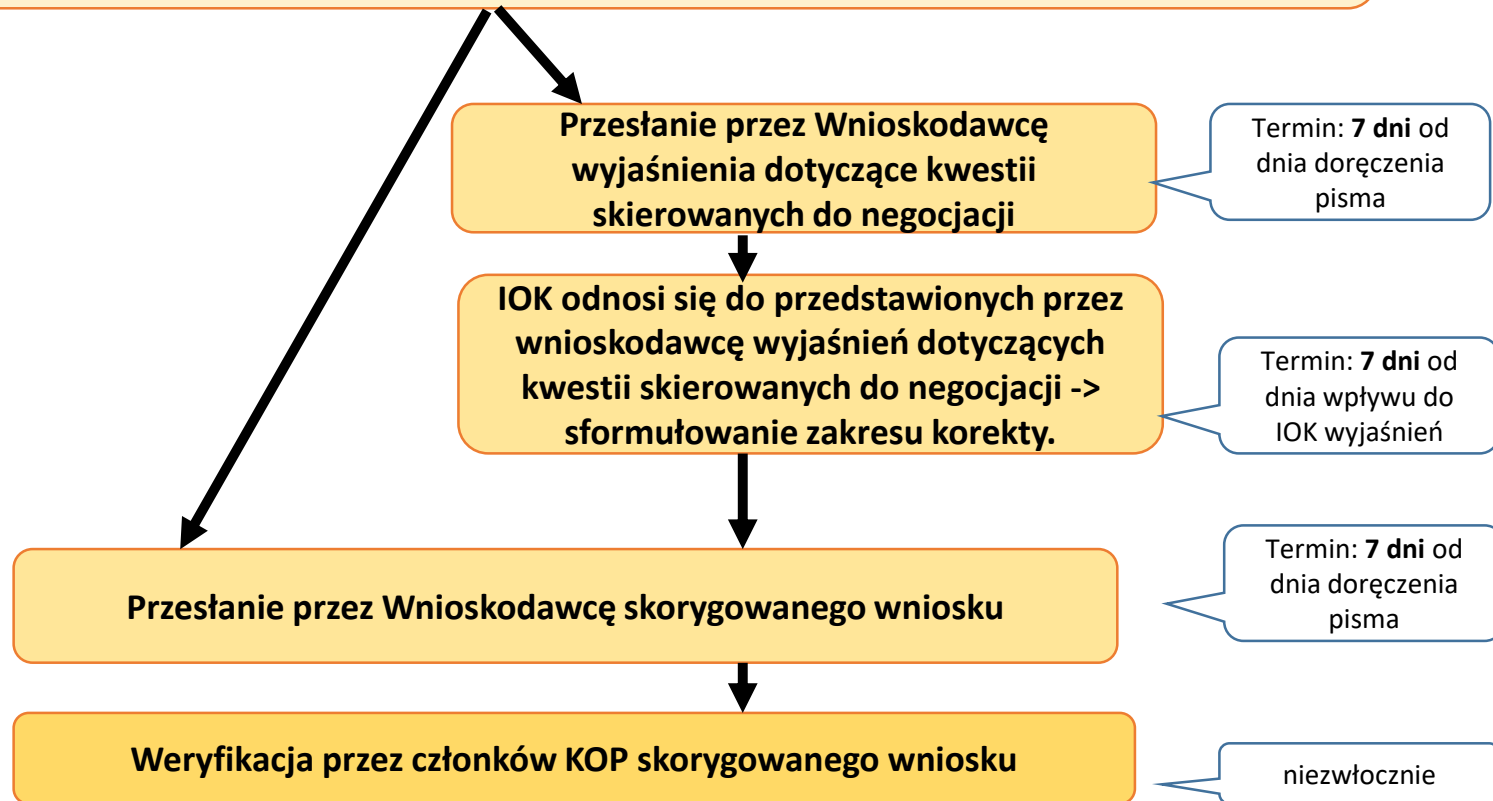 Przesłanie przez Wnioskodawcę
wyjaśnienia dotyczące kwestii
skierowanych do negocjacji
Termin: 7 dni od
dnia doręczenia
pisma
IOK odnosi się do przedstawionych przez
wnioskodawcę wyjaśnień dotyczących
kwestii skierowanych do negocjacji ->
sformułowanie zakresu korekty.
Termin: 7 dni od
dnia wpływu do
IOK wyjaśnień
Przesłanie przez Wnioskodawcę skorygowanego wniosku
Termin: 7 dni od
dnia doręczenia
pisma
Weryfikacja przez członków KOP skorygowanego wniosku
niezwłocznie